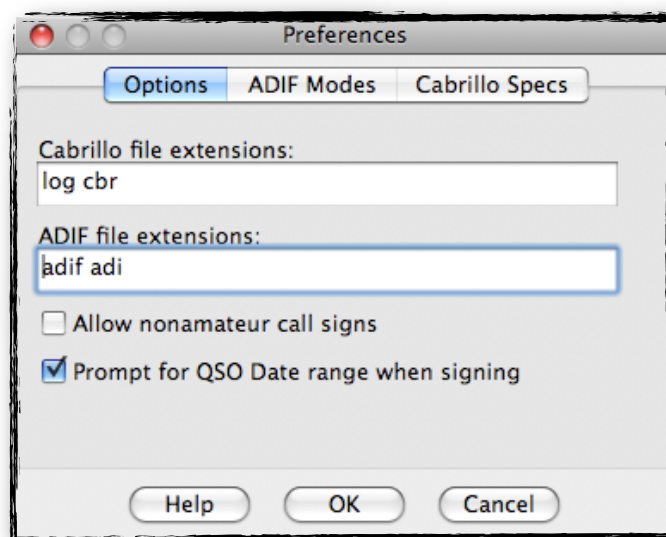 Preferences
Options ADIF Modes Cabrillo Specs
Cabrillo file extensions:
log cbr
ADIF file extensions:
adif adi
Allow nonamateur call signs
Prompt for QSO Date range when signing
Help OK Cancel